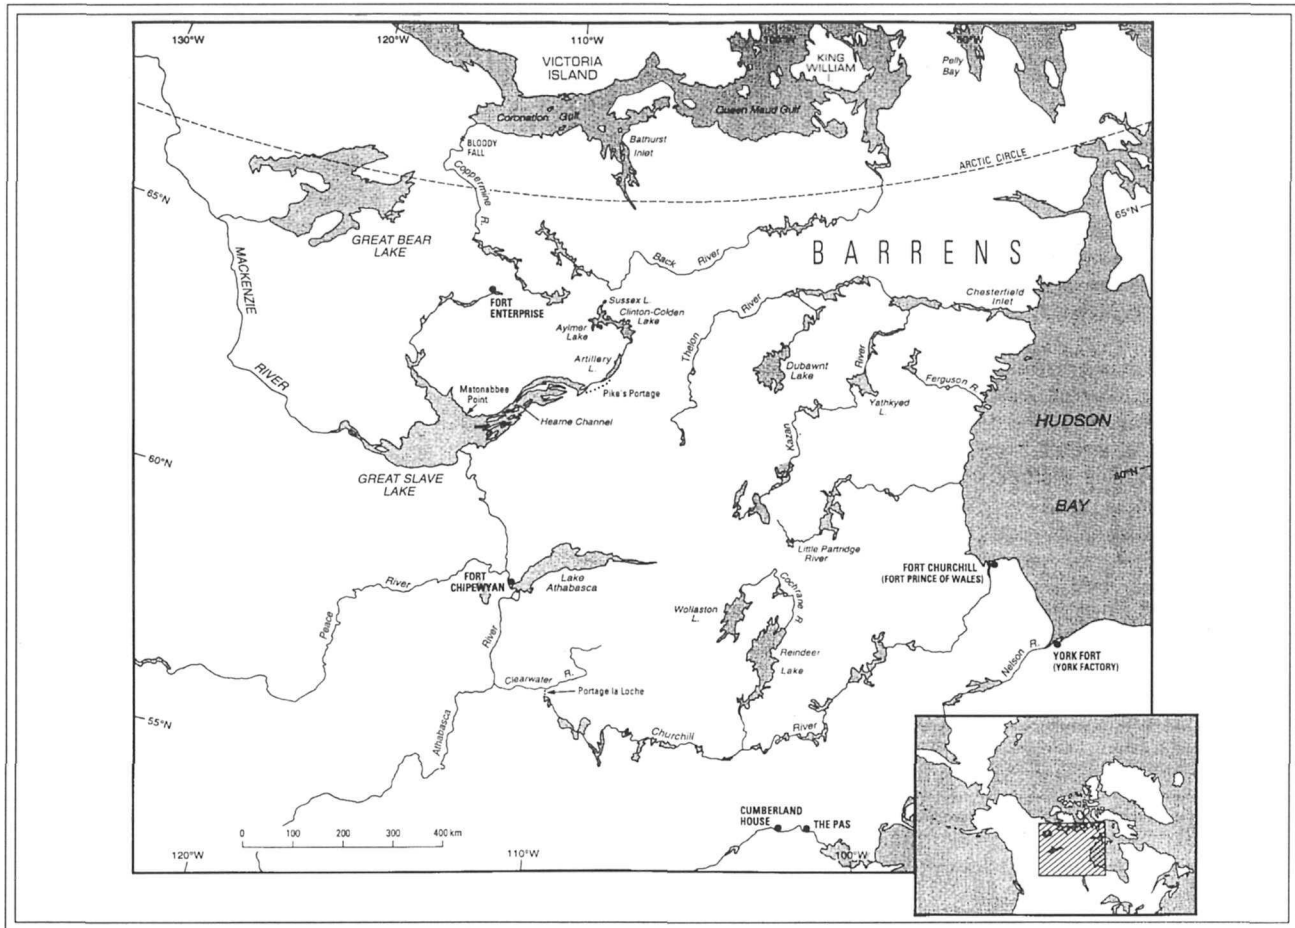 130°W
120°W
110°W
100°W
90°W
VICTORIA
ISLAND
KING
WILLIAM
I
Pelly
Bay
Coronation Gulf
Queen Maud Gulf
Bathurst
Inlet
BLOODY
FALL
ARCTIC CIRCLE
Coppermine R.
65°N
65°N
GREAT BEAR
LAKE
MACKENZIE
RIVER
Back River
BARRENS
FORT
ENTERPRISE
Sussex L.
Clinton-Colden
Lake
Aylmer
Lake
Artillery
L.
Thelon River
Chesterfield
Inlet
Dubawnt
Lake
River
Ferguson R.
Yathkyed
L.
Kazan
Matonabbee
Point
Pike's Portage
Hearne Channel
HUDSON
BAY
60°N
60°N
GREAT SLAVE
LAKE
Little Partridge
River
FORT CHURCHILL
(FORT PRINCE OF WALES)
FORT
CHIPEWYAN
Lake
Athabasca
Peace River
Cochrane R.
Wollaston
L.
Reindeer
Lake
Nelson R.
YORK FORT
(YORK FACTORY)
River
Clearwater R.
Portage la Loche
55°N
Athabasca
Churchill River
CUMBERLAND
HOUSE
THE PAS
0 100 200 300 400 km
120°W
110°W
100°W